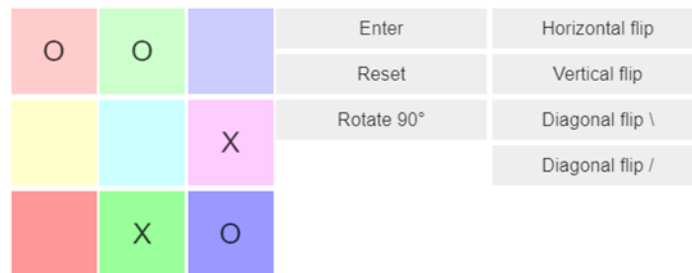 O O
X
X O
Enter
Reset
Rotate 90°
Horizontal flip
Vertical flip
Diagonal flip \
Diagonal flip /